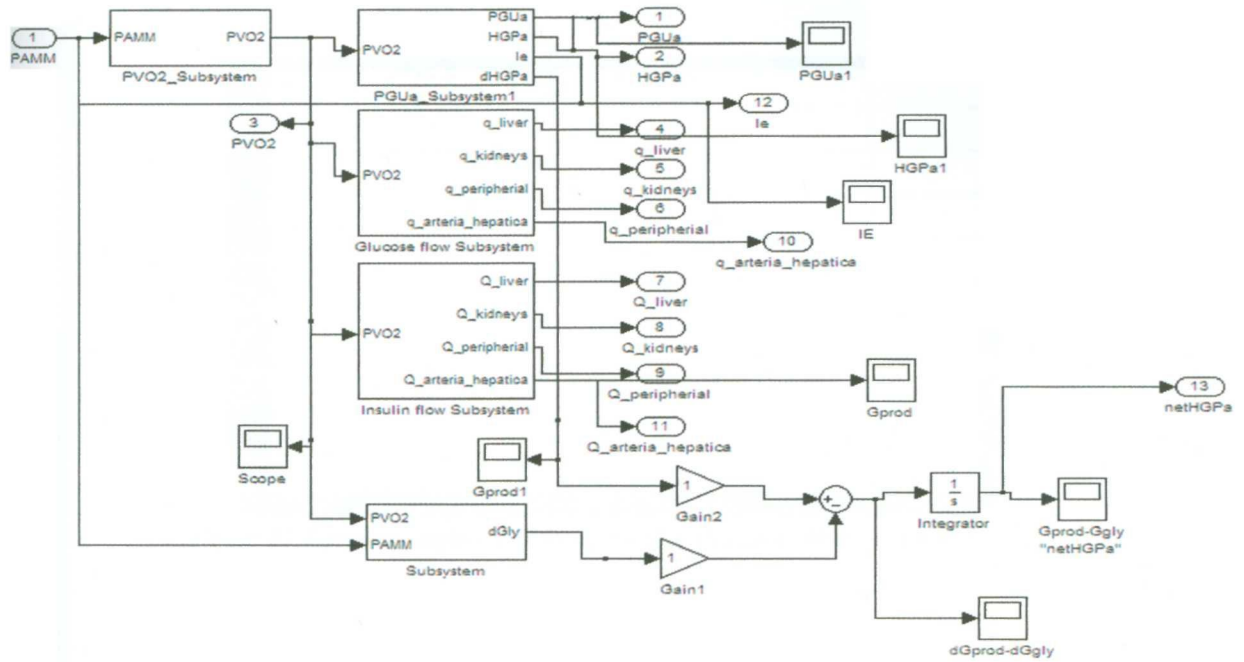 1
PAMM
PAMM
PVO2
PVO2_Subsystem
PVO2
PGUa
HGPa
Ie
dHGPa
PGUa_Subsystem1
1
PGUa
2
HGPa
PGUa1
12
Ie
3
PVO2
PVO2
q_liver
q_kidneys
q_peripherial
q_arteria_hepatica
Glucose flow Subsystem
4
q_liver
5
q_kidneys
6
q_peripherial
10
q_arteria_hepatica
HGPa1
IE
PVO2
Q_liver
Q_kidneys
Q_peripherial
Q_arteria_hepatica
Insulin flow Subsystem
7
Q_liver
8
Q_kidneys
9
Q_peripherial
11
Q_arteria_hepatica
Gprod
13
netHGPa
Scope
Gprod1
1
Gain2
+
−
1
s
Integrator
Gprod-Ggly
"netHGPa"
PVO2
PAMM
dGly
Subsystem
1
Gain1
dGprod-dGgly